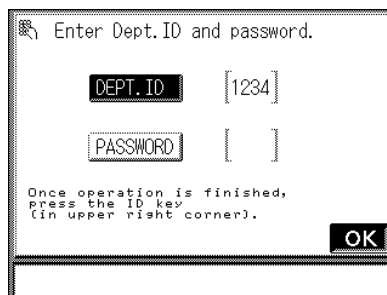 Enter Dept.ID and password.
DEPT.ID [1234]
PASSWORD [ ]
Once operation is finished,
press the ID key
(in upper right corner).
OK